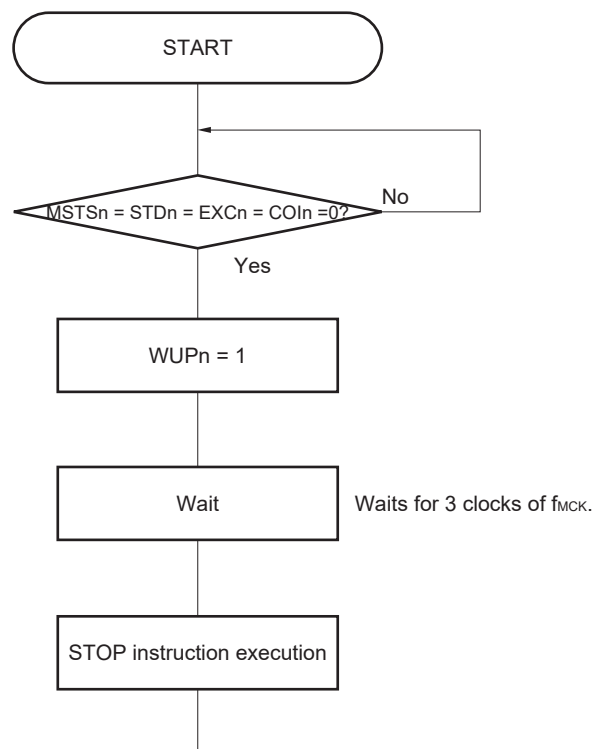 START
MSTSn = STDn = EXCn = COIn =0?
No
Yes
WUPn = 1
Wait
Waits for 3 clocks of fMCK.
STOP instruction execution